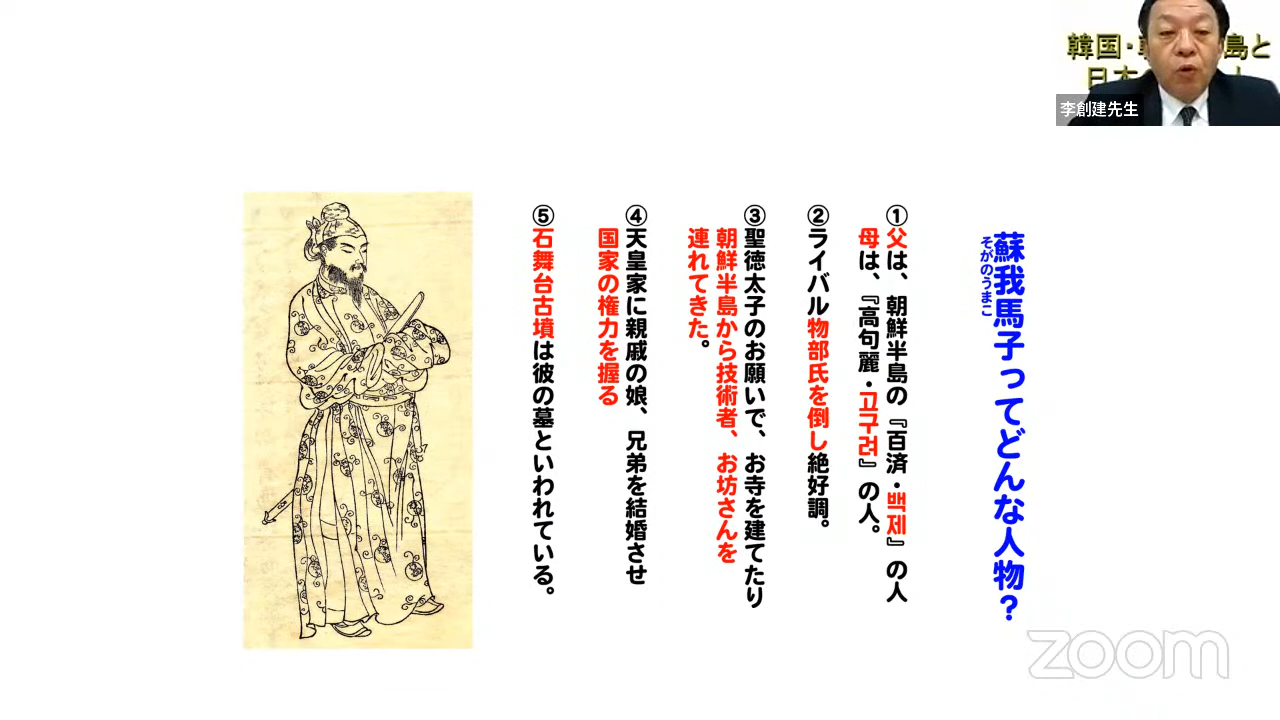 蘇我馬子ってどんな人物？
そがのうまこ
①父は、朝鮮半島の『百済・백제』の人
母は、『高句麗・고구려』の人。
②ライバル物部氏を倒し絶好調。
③聖徳太子のお願いで、お寺を建てたり
朝鮮半島から技術者、お坊さんを
連れてきた。
④天皇家に親戚の娘、兄弟を結婚させ
国家の権力を握る
⑤石舞台古墳は彼の墓といわれている。
韓国・
島と
李創建先生
zoom